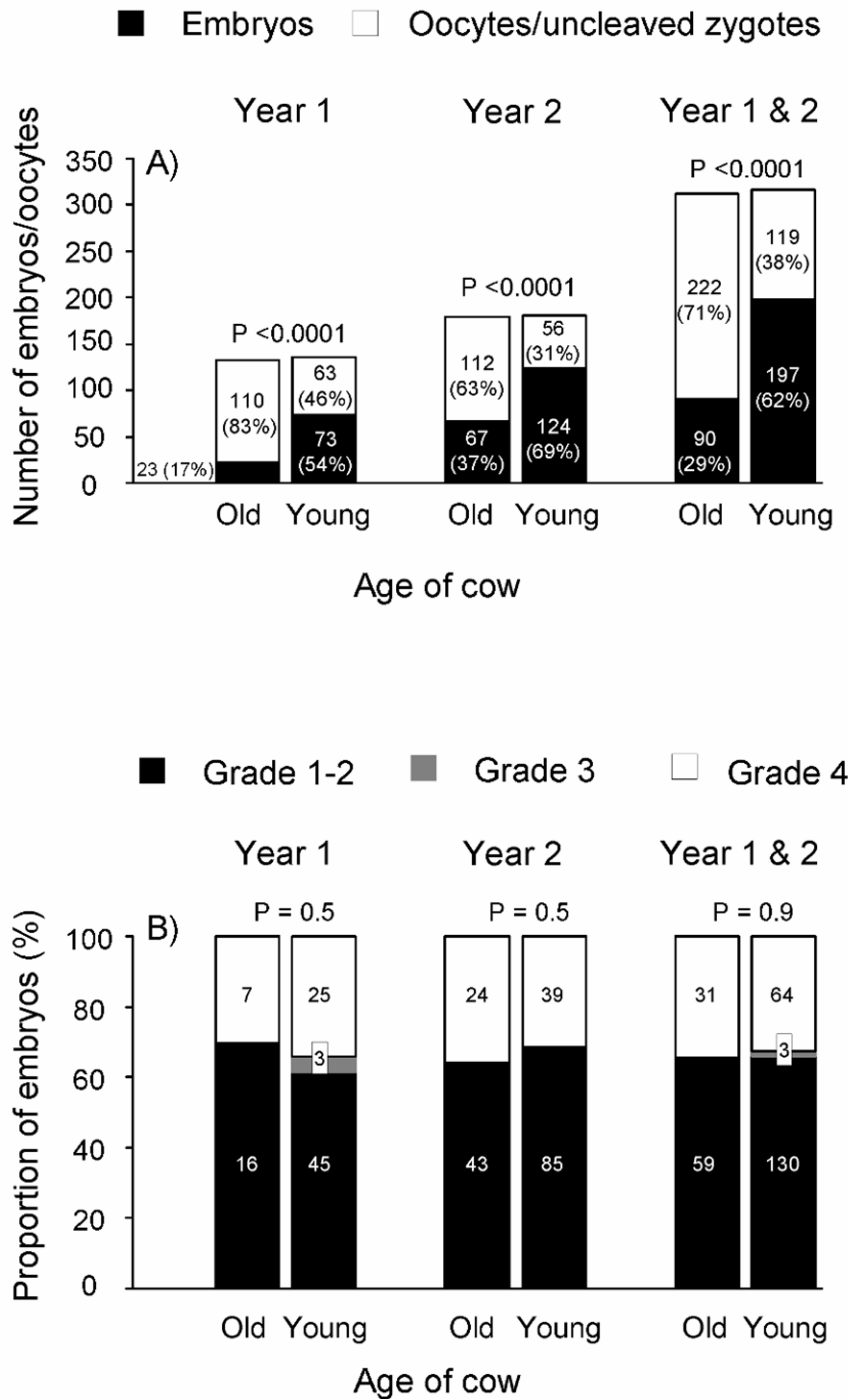 Embryos Oocytes/uncleaved zygotes
Year 1 Year 2 Year 1 & 2
A)
Number of embryos/oocytes
350
300
250
200
150
100
50
0
P <0.0001
110
(83%)
23 (17%)
63
(46%)
73
(54%)
P <0.0001
112
(63%)
67
(37%)
56
(31%)
124
(69%)
P <0.0001
222
(71%)
90
(29%)
119
(38%)
197
(62%)
Old Young Old Young Old Young
Age of cow
Grade 1-2 Grade 3 Grade 4
Year 1 Year 2 Year 1 & 2
B)
Proportion of embryos (%)
100
80
60
40
20
0
P = 0.5
7
16
25
3
45
P = 0.5
24
43
39
85
P = 0.9
31
59
64
3
130
Old Young Old Young Old Young
Age of cow